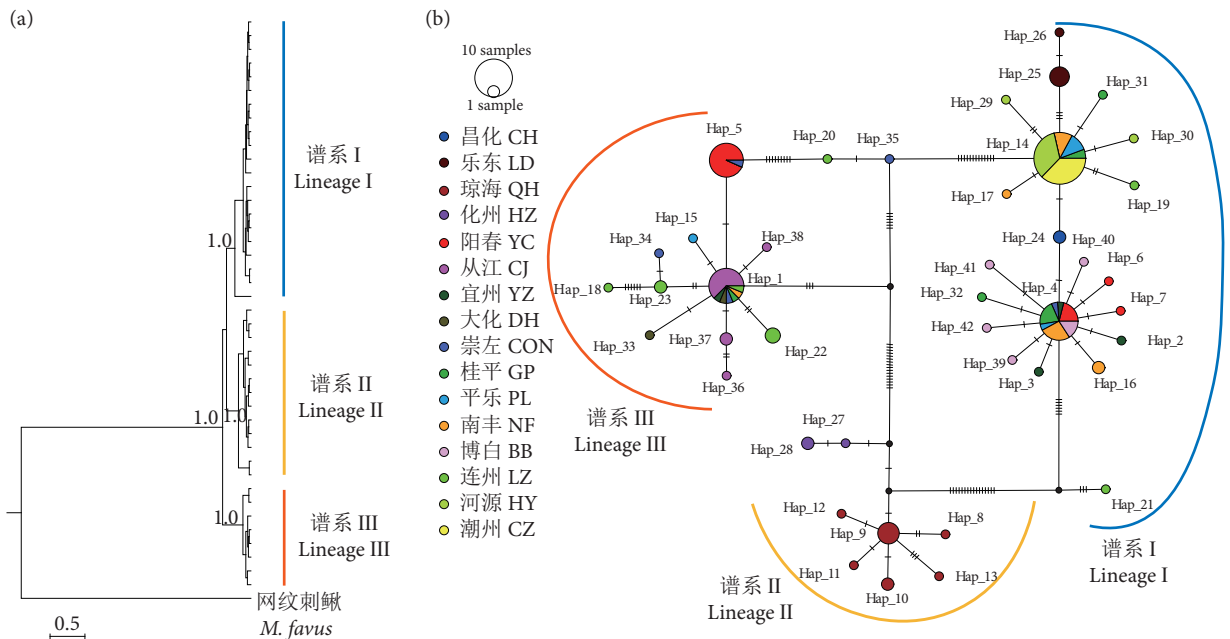 (a)
谱系 I
Lineage I
1.0
谱系 II
Lineage II
1.0
1.0
1.0
谱系 III
Lineage III
网纹刺鳅
M. favus
0.5
(b)
10 samples
1 sample
昌化 CH
乐东 LD
琼海 QH
化州 HZ
阳春 YC
从江 CJ
宜州 YZ
大化 DH
崇左 CON
桂平 GP
平乐 PL
南丰 NF
博白 BB
连州 LZ
河源 HY
潮州 CZ
Hap_5
Hap_20
Hap_35
Hap_15
Hap_34
Hap_38
Hap_1
Hap_18
Hap_23
Hap_33
Hap_37
Hap_22
Hap_36
谱系 III
Lineage III
Hap_26
Hap_25
Hap_31
Hap_29
Hap_14
Hap_30
Hap_17
Hap_19
Hap_24
Hap_40
Hap_41
Hap_6
Hap_32
Hap_4
Hap_7
Hap_42
Hap_2
Hap_39
Hap_3
Hap_16
Hap_27
Hap_28
Hap_21
Hap_12
Hap_8
Hap_9
Hap_11
Hap_13
Hap_10
谱系 II
Lineage II
谱系 I
Lineage I